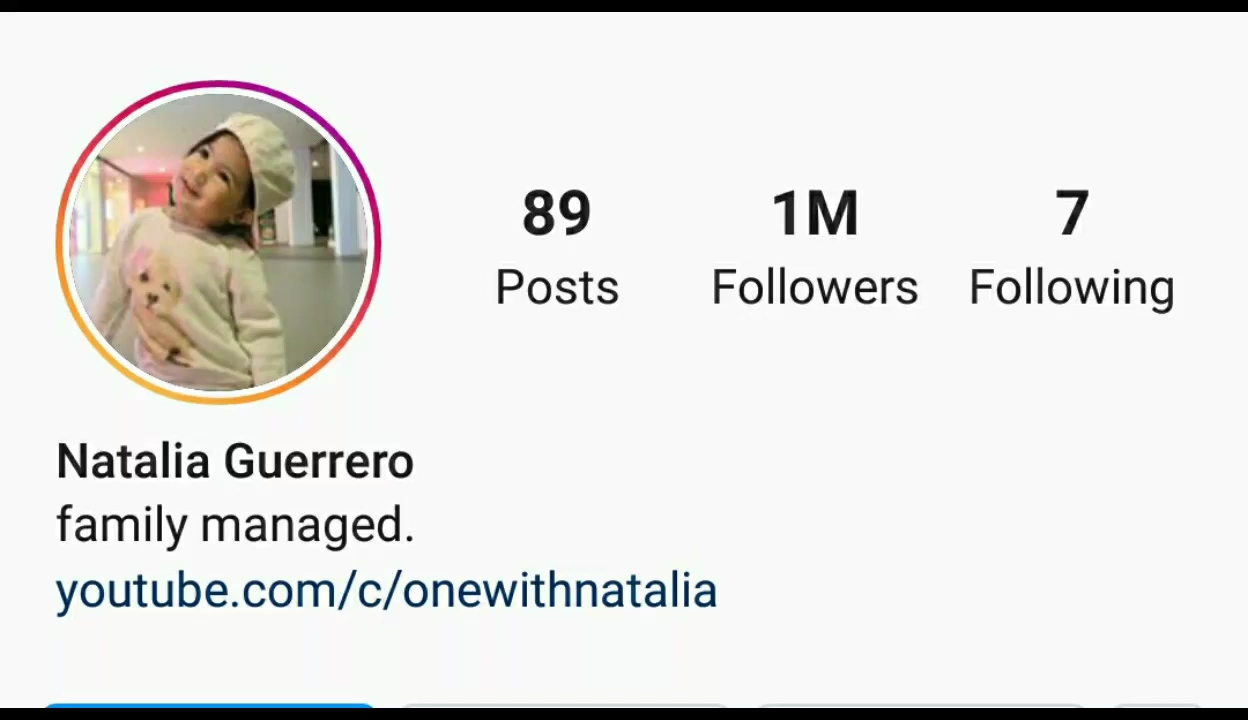 89 1M 7
Posts Followers Following
Natalia Guerrero
family managed.
youtube.com/c/onewithnatalia